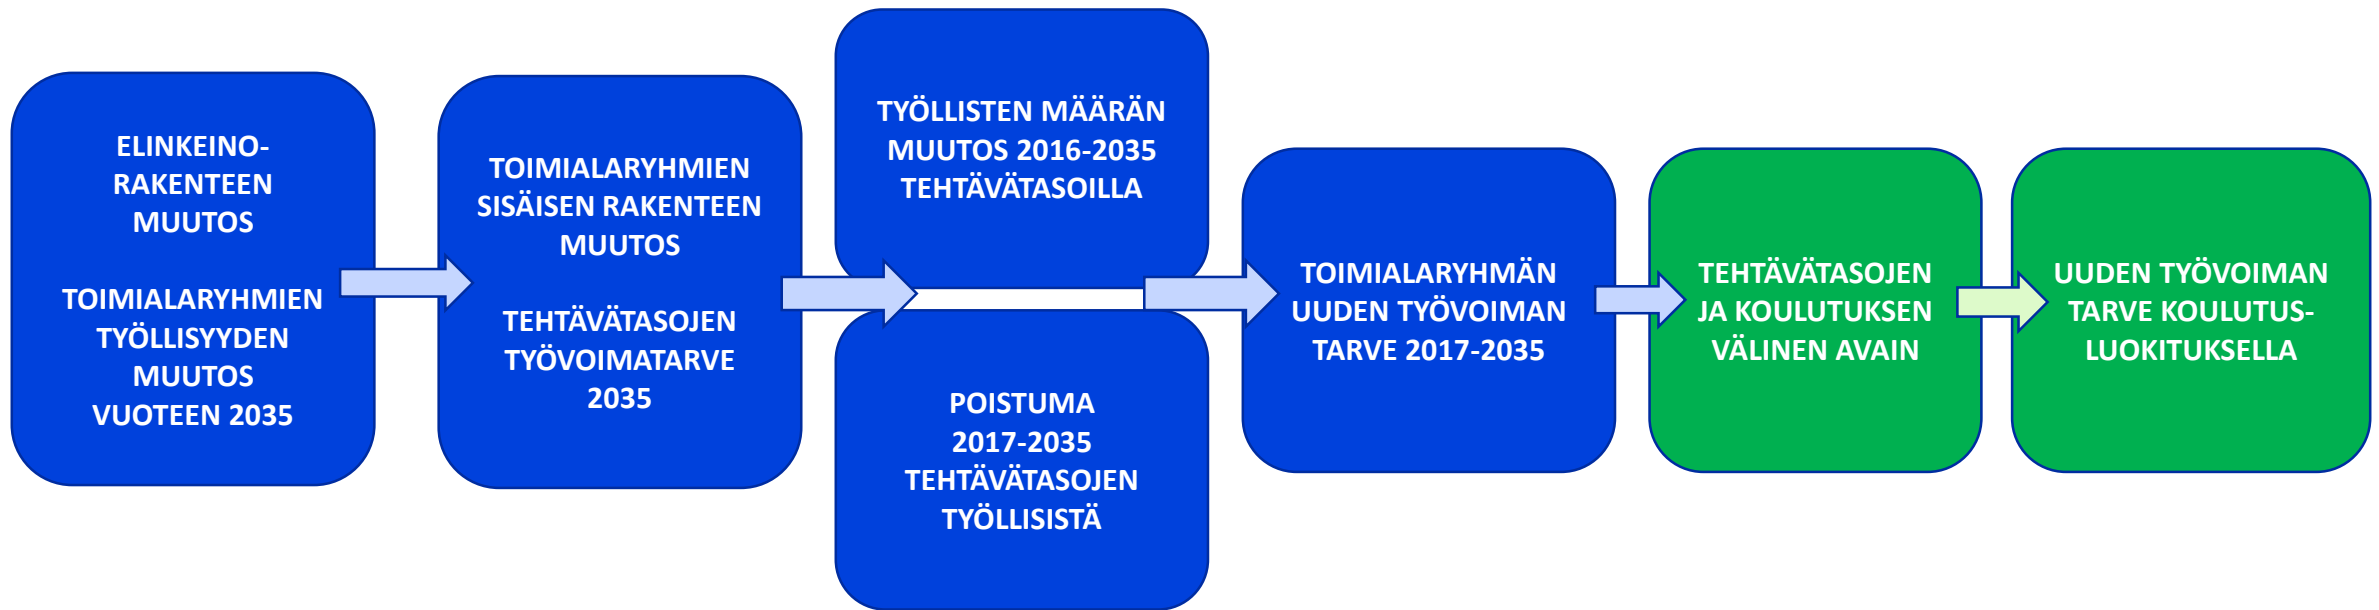 ELINKEINO-
RAKENTEEN
MUUTOS
TOIMIALARYHMIEN
TYÖLLISYYDEN
MUUTOS
VUOTEEN 2035
TOIMIALARYHMIEN
SISÄISEN RAKENTEEN
MUUTOS
TEHTÄVÄTASOJEN
TYÖVOIMATARVE
2035
TYÖLLISTEN MÄÄRÄN
MUUTOS 2016-2035
TEHTÄVÄTASOILLA
POISTUMA
2017-2035
TEHTÄVÄTASOJEN
TYÖLLISISTÄ
TOIMIALARYHMÄN
UUDEN TYÖVOIMAN
TARVE 2017-2035
TEHTÄVÄTASOJEN
JA KOULUTUKSEN
VÄLINEN AVAIN
UUDEN TYÖVOIMAN
TARVE KOULUTUS-
LUOKITUKSELLA